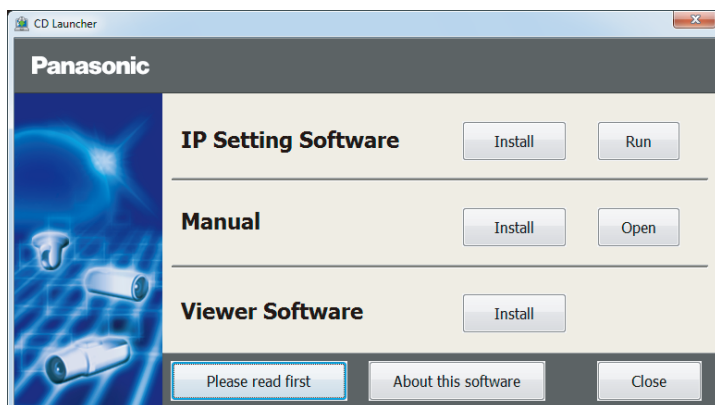 CD Launcher
Panasonic
IP Setting Software Install Run
Manual Install Open
Viewer Software Install
Please read first About this software Close